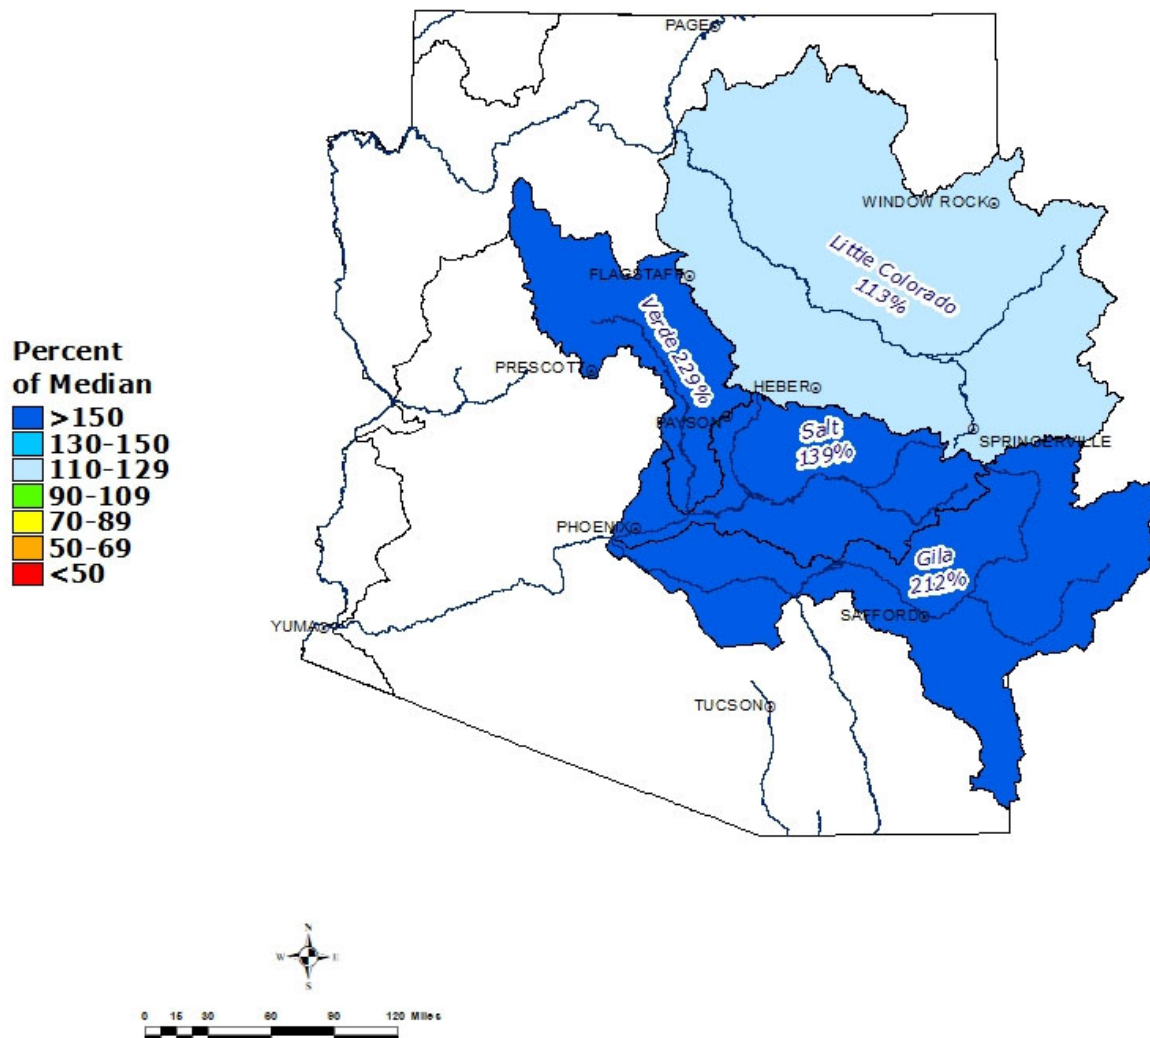 PAGE
WINDOW ROCK
Little Colorado
113%
FLAGSTAFF
Verde 229%
Percent
of Median
>150
130-150
110-129
90-109
70-89
50-69
<50
PRESCOTT
HEBER
PAYSON
Salt
139%
SPRINGERVILLE
PHOENIX
Gila
212%
SAFFORD
YUMA
TUCSON
N
W E
S
0 15 30 60 90 120 Miles